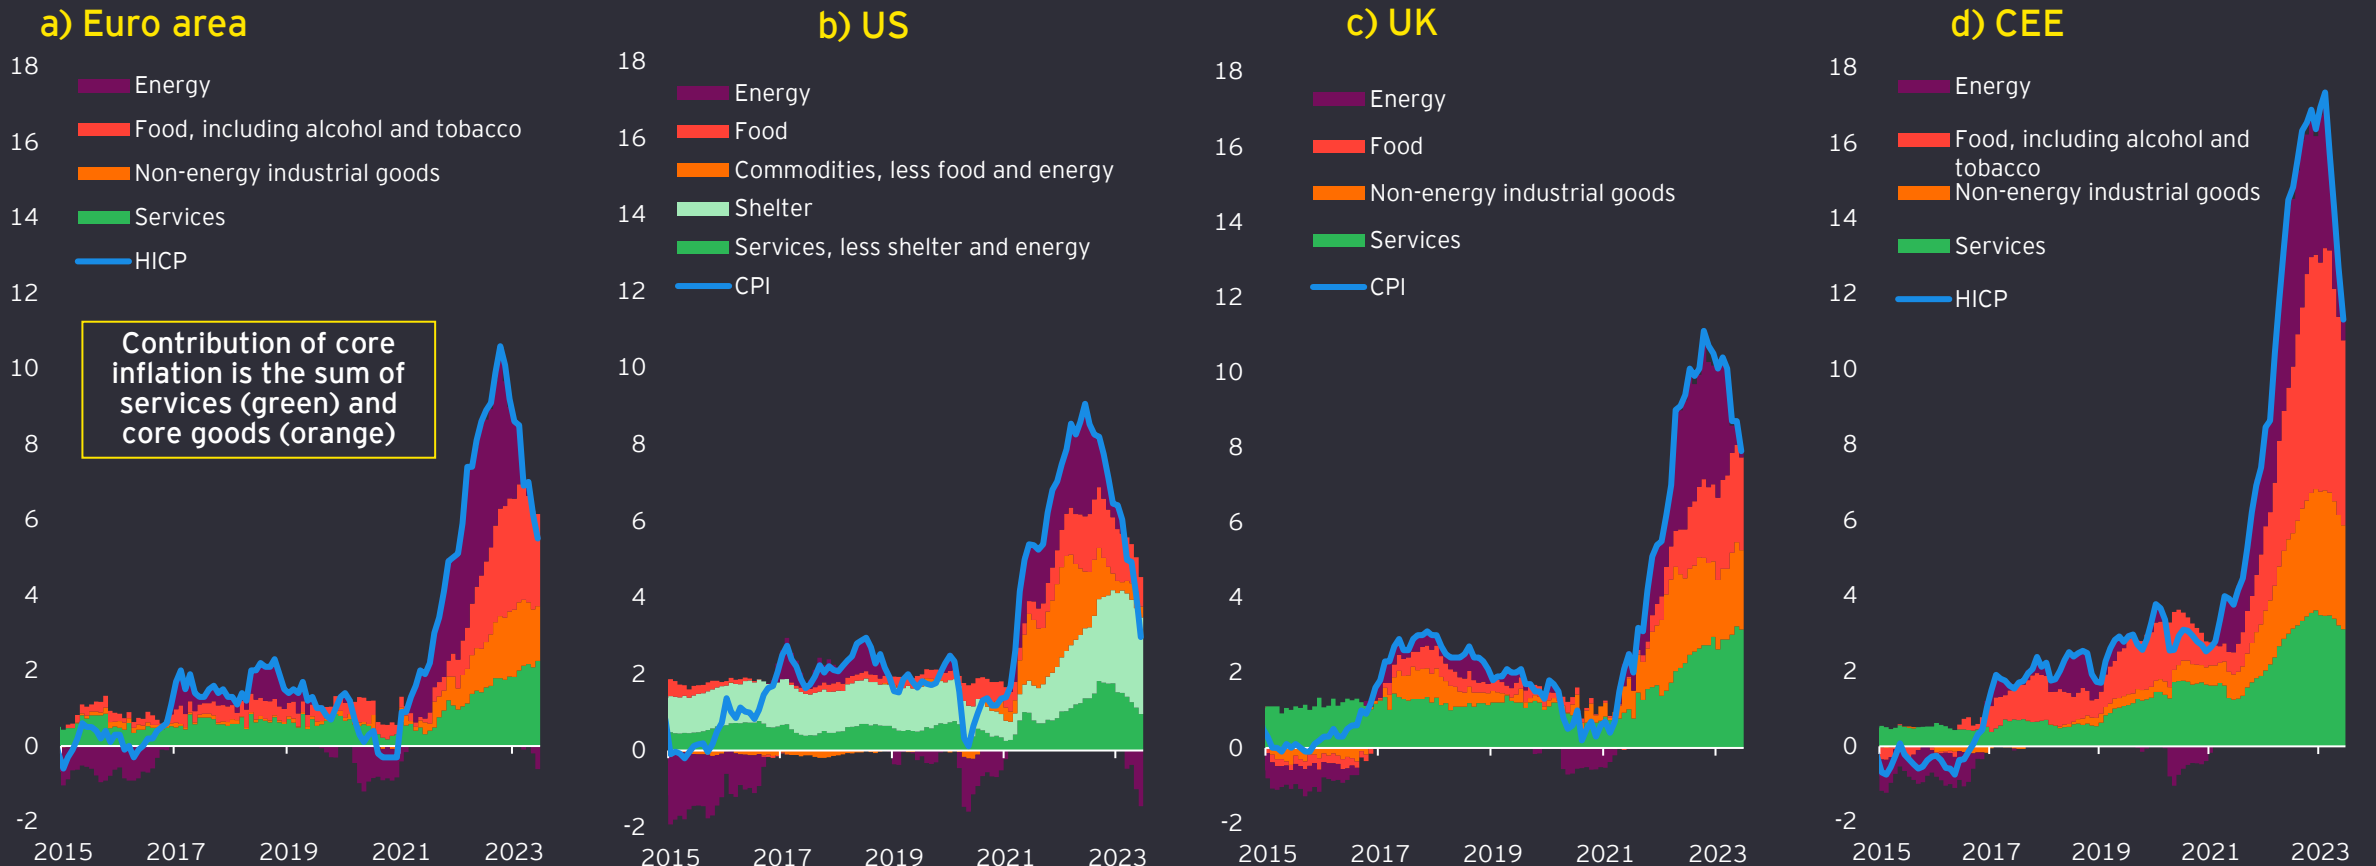 a) Euro area
18
16
14
12
10
8
6
4
2
0
-2
Energy
Food, including alcohol and tobacco
Non-energy industrial goods
Services
HICP
Contribution of core
inflation is the sum of
services (green) and
core goods (orange)
2015
2017
2019
2021
2023
b) US
18
16
14
12
10
8
6
4
2
0
-2
Energy
Food
Commodities, less food and energy
Shelter
Services, less shelter and energy
CPI
2015
2017
2019
2021
2023
c) UK
18
16
14
12
10
8
6
4
2
0
-2
Energy
Food
Non-energy industrial goods
Services
CPI
2015
2017
2019
2021
2023
d) CEE
18
16
14
12
10
8
6
4
2
0
-2
Energy
Food, including alcohol and
tobacco
Non-energy industrial goods
Services
HICP
2015
2017
2019
2021
2023